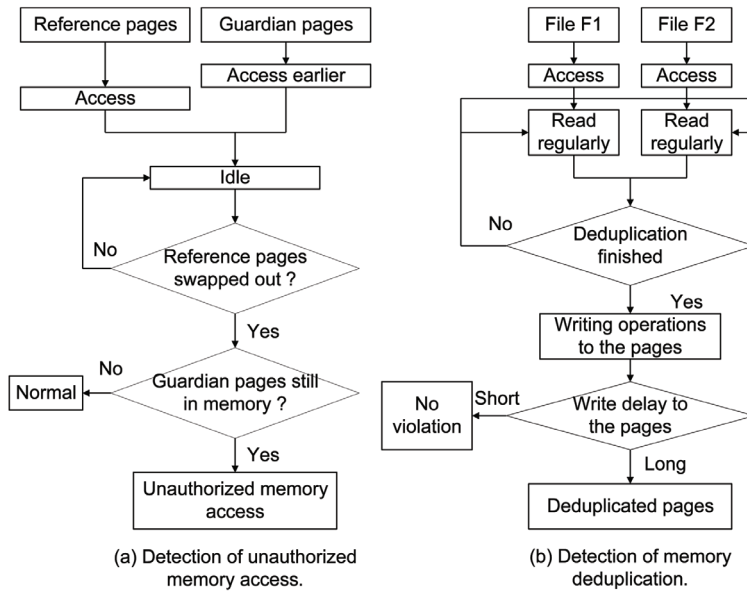 Reference pages
Guardian pages
Access
Access earlier
Idle
No
Reference pages
swapped out ?
Yes
No
Guardian pages still
in memory ?
Normal
Yes
Unauthorized memory
access
(a) Detection of unauthorized
memory access.
File F1
File F2
Access
Access
Read
regularly
Read
regularly
No
Deduplication
finished
Yes
Writing operations
to the pages
Short
Write delay to
the pages
No
violation
Long
Deduplicated pages
(b) Detection of memory
deduplication.